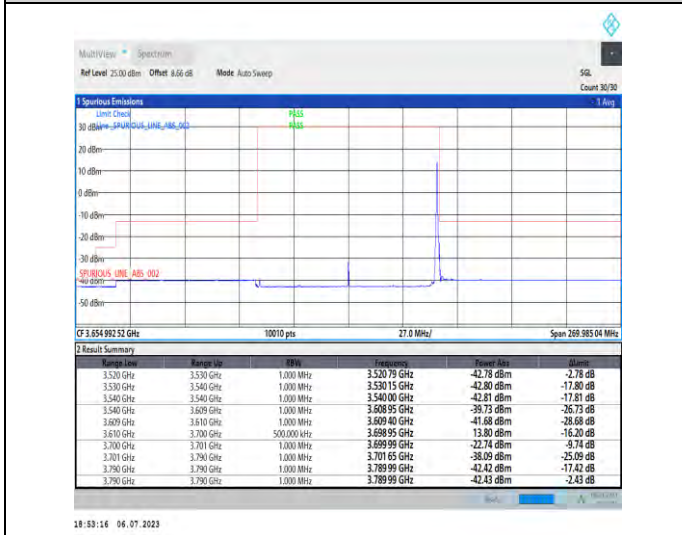 MultiView Spectrum
Ref Level 25.00 dBm Offset 8.66 dB Mode Auto Sweep SGL
Count 30/30
1 Spurious Emissions 1 Avg
Limit Check PASS
30 dBm Line _SPURIOUS_LINE_ABS_002 PASS
20 dBm
10 dBm
0 dBm
-10 dBm
-20 dBm
-30 dBm
_SPURIOUS_LINE_ABS_002
-40 dBm
-50 dBm
CF 3.654 992 52 GHz 10010 pts 27.0 MHz/ Span 269.985 04 MHz
2 Result Summary
Range Low Range Up RBW Frequency Power Abs ΔLimit
3.520 GHz 3.530 GHz 1.000 MHz 3.520 79 GHz -42.78 dBm -2.78 dB
3.530 GHz 3.540 GHz 1.000 MHz 3.530 15 GHz -42.80 dBm -17.80 dB
3.540 GHz 3.540 GHz 1.000 MHz 3.540 00 GHz -42.81 dBm -17.81 dB
3.540 GHz 3.609 GHz 1.000 MHz 3.608 95 GHz -39.73 dBm -26.73 dB
3.609 GHz 3.610 GHz 1.000 MHz 3.609 40 GHz -41.68 dBm -28.68 dB
3.610 GHz 3.700 GHz 500.000 kHz 3.698 95 GHz 13.80 dBm -16.20 dB
3.700 GHz 3.701 GHz 1.000 MHz 3.699 99 GHz -22.74 dBm -9.74 dB
3.701 GHz 3.790 GHz 1.000 MHz 3.701 65 GHz -38.09 dBm -25.09 dB
3.790 GHz 3.790 GHz 1.000 MHz 3.789 99 GHz -42.42 dBm -17.42 dB
3.790 GHz 3.790 GHz 1.000 MHz 3.789 99 GHz -42.43 dBm -2.43 dB
18:53:16 06.07.2023